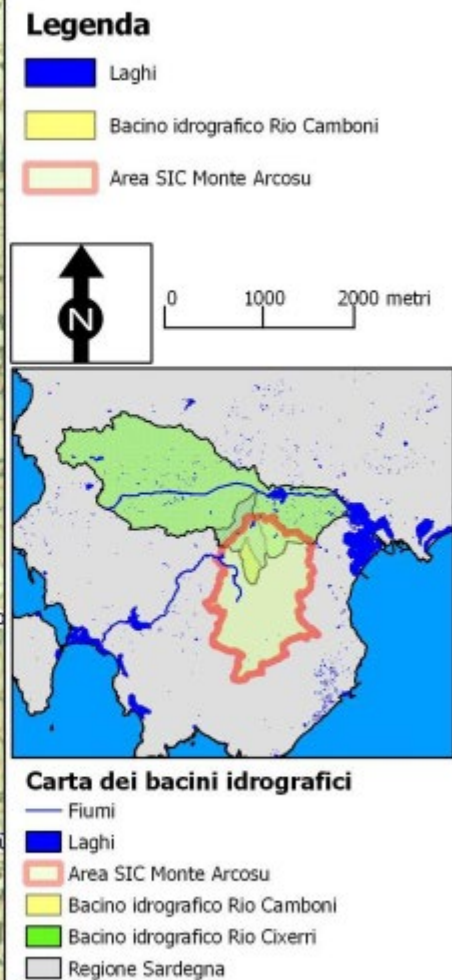 Legenda
Laghi
Bacino idrografico Rio Camboni
Area SIC Monte Arcosu
N
0 1000 2000 metri
Carta dei bacini idrografici
Fiumi
Laghi
Area SIC Monte Arcosu
Bacino idrografico Rio Camboni
Bacino idrografico Rio Cixerri
Regione Sardegna